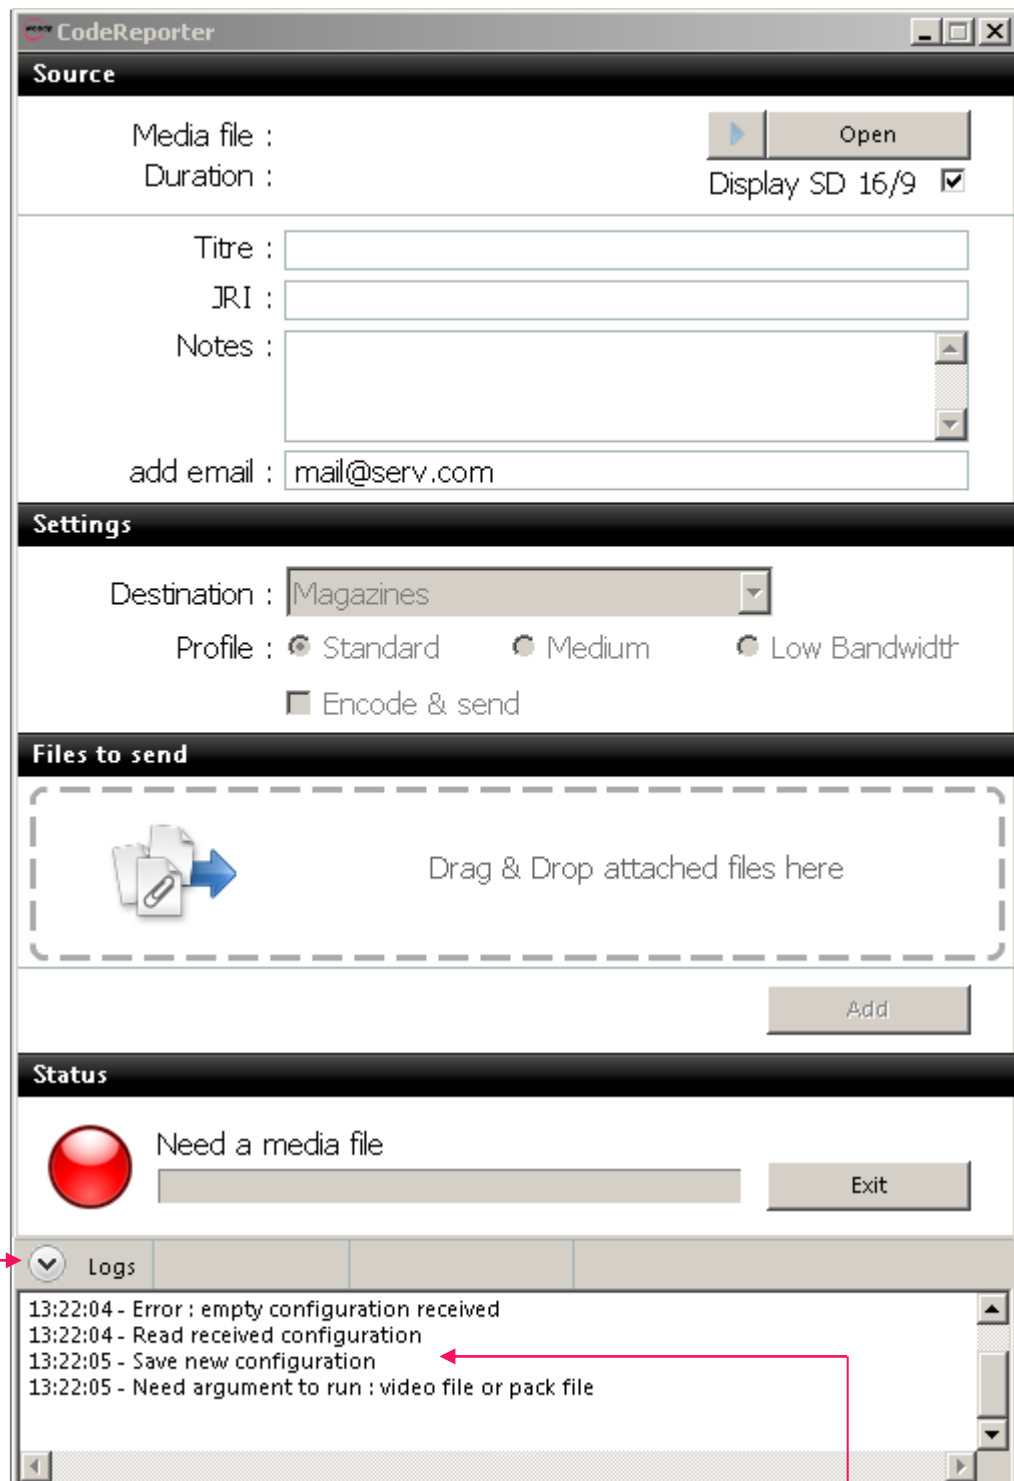 CodeReporter
Source
Media file :
Open
Duration :
Display SD 16/9
Titre :
JRI :
Notes :
add email : mail@serv.com
Settings
Destination : Magazines
Profile : Standard Medium Low Bandwidth
Encode & send
Files to send
Drag & Drop attached files here
Add
Status
Need a media file
Exit
Logs
13:22:04 - Error : empty configuration received
13:22:04 - Read received configuration
13:22:05 - Save new configuration
13:22:05 - Need argument to run : video file or pack file